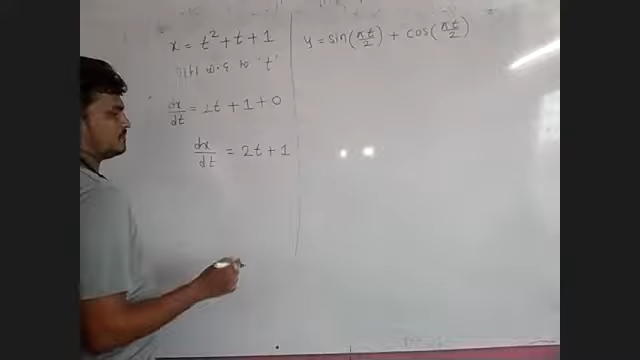 x = t² + t + 1
dx/dt = 2t + 1 + 0
dx/dt = 2t + 1
y = sin(πt/2) + cos(πt/2)